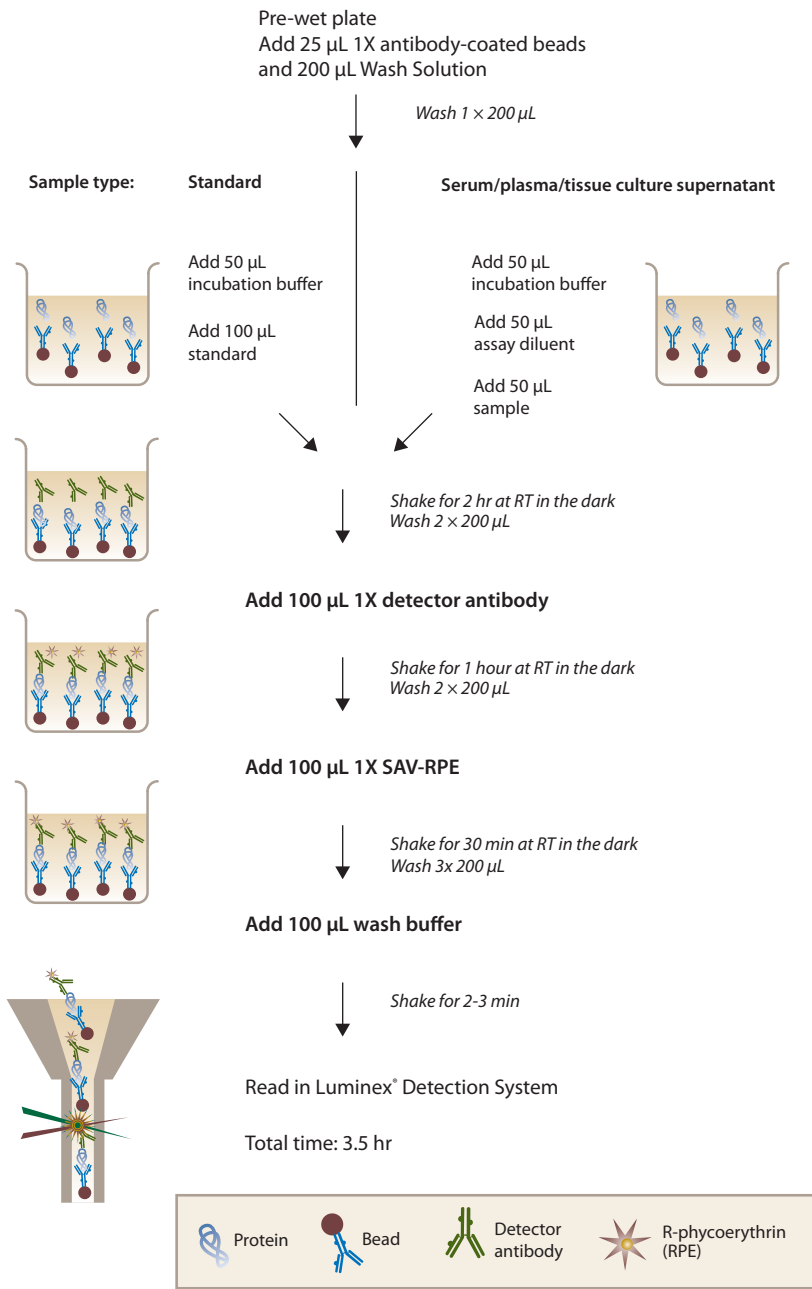 Pre-wet plate
Add 25 µL 1X antibody-coated beads
and 200 µL Wash Solution
Wash 1 × 200 µL
Sample type:
Standard
Serum/plasma/tissue culture supernatant
Add 50 µL
incubation buffer
Add 100 µL
standard
Add 50 µL
incubation buffer
Add 50 µL
assay diluent
Add 50 µL
sample
Shake for 2 hr at RT in the dark
Wash 2 × 200 µL
Add 100 µL 1X detector antibody
Shake for 1 hour at RT in the dark
Wash 2 × 200 µL
Add 100 µL 1X SAV-RPE
Shake for 30 min at RT in the dark
Wash 3x 200 µL
Add 100 µL wash buffer
Shake for 2-3 min
Read in Luminex® Detection System
Total time: 3.5 hr
Protein
Bead
Detector
antibody
R-phycoerythrin
(RPE)